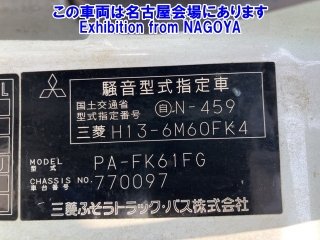 この車両は名古屋会場にあります
Exhibition from NAGOYA
騒音型式指定車
国土交通省
型式指定番号
自N-459
三菱 H13-6M60FK4
MODEL
型式
PA-FK61FG
CHASSIS NO.
車台番号
770097
三菱ふそうトラック・バス株式会社